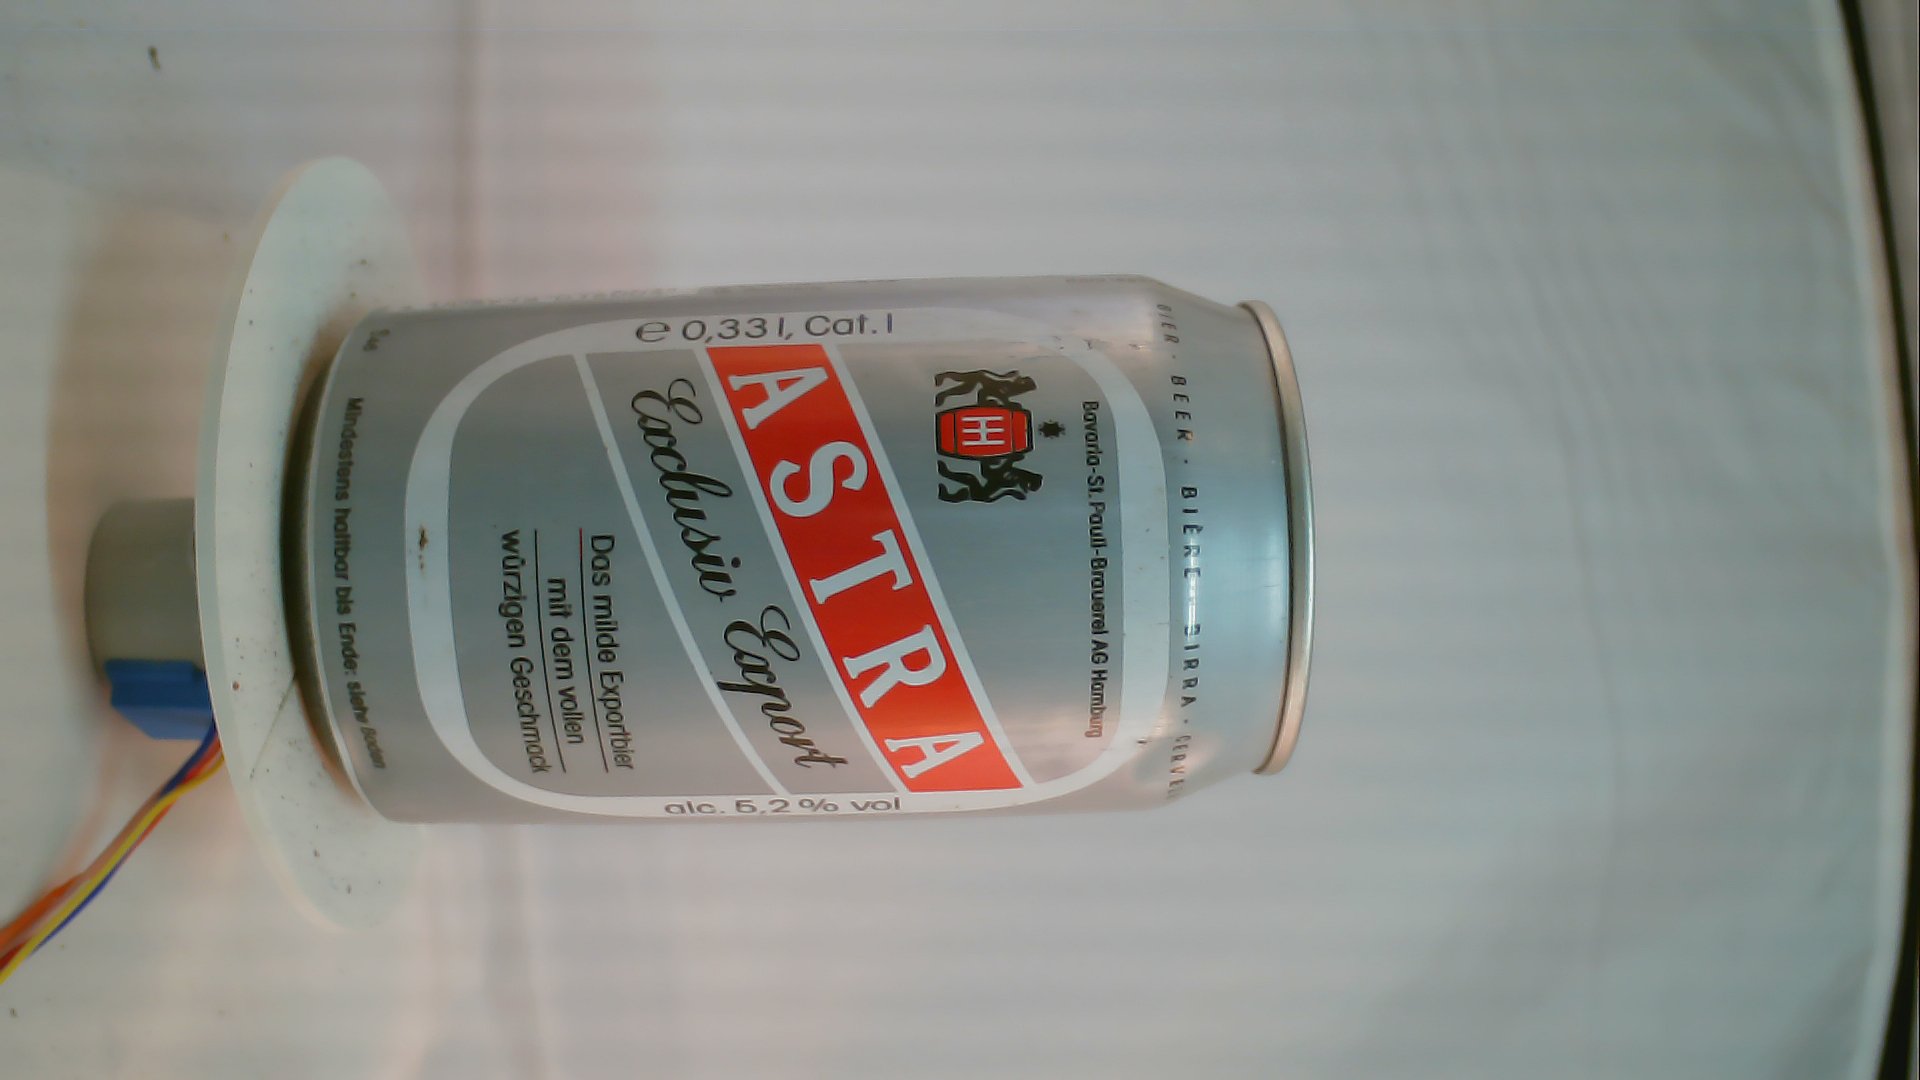 BIER · BEER · BIÈRE · BIRRA ·
Bavaria-St. Pauli-Brauerei AG Hamburg
ASTRA
Exclusiv Export
e 0,33 l, Cat. I
alc. 5,2 % vol
Das milde Exportbier
mit dem vollen
würzigen Geschmack
Mindestens haltbar bis Ende: siehe Boden